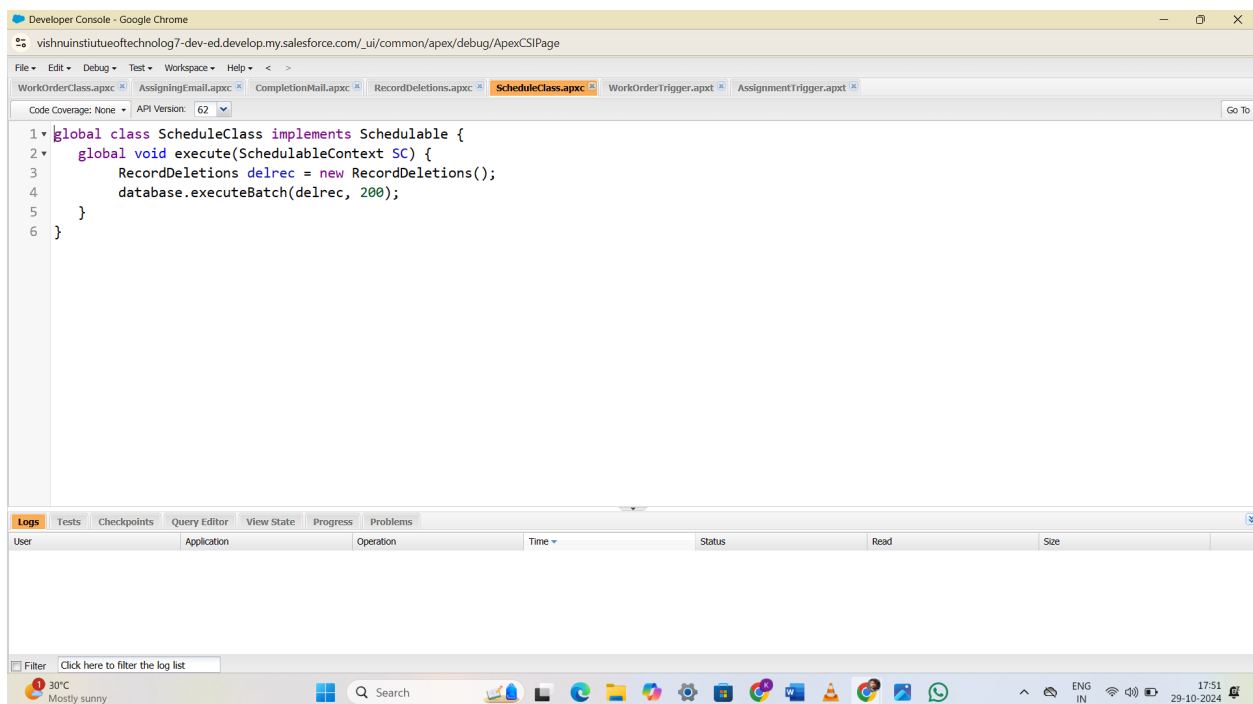 Developer Console - Google Chrome
vishnuinstiutueoftechnolog7-dev-ed.develop.my.salesforce.com/_ui/common/apex/debug/ApexCSIPage
File Edit Debug Test Workspace Help < >
WorkOrderClass.apxc AssigningEmail.apxc CompletionMail.apxc RecordDeletions.apxc ScheduleClass.apxc WorkOrderTrigger.apxt AssignmentTrigger.apxt
Code Coverage: None API Version: 62 Go To
1 global class ScheduleClass implements Schedulable {
2 global void execute(SchedulableContext SC) {
3 RecordDeletions delrec = new RecordDeletions();
4 database.executeBatch(delrec, 200);
5 }
6 }
Logs Tests Checkpoints Query Editor View State Progress Problems
User Application Operation Time Status Read Size
Filter Click here to filter the log list
1 30°C
Mostly sunny
Search
K
ENG
IN
17:51
29-10-2024